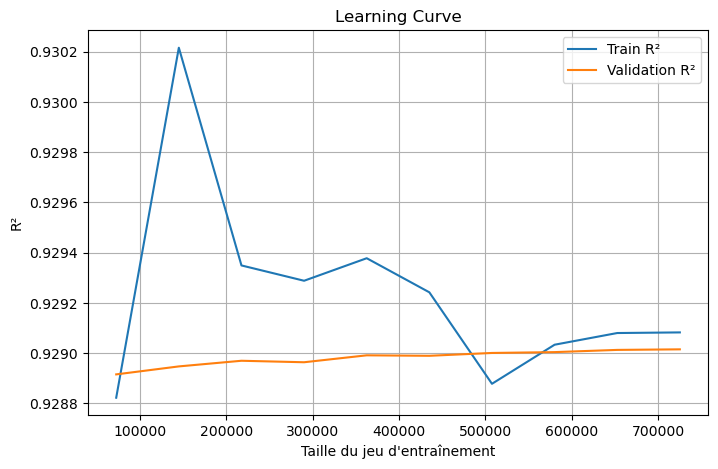 Learning Curve
Train R²
Validation R²
R²
0.9302
0.9300
0.9298
0.9296
0.9294
0.9292
0.9290
0.9288
100000 200000 300000 400000 500000 600000 700000
Taille du jeu d'entraînement